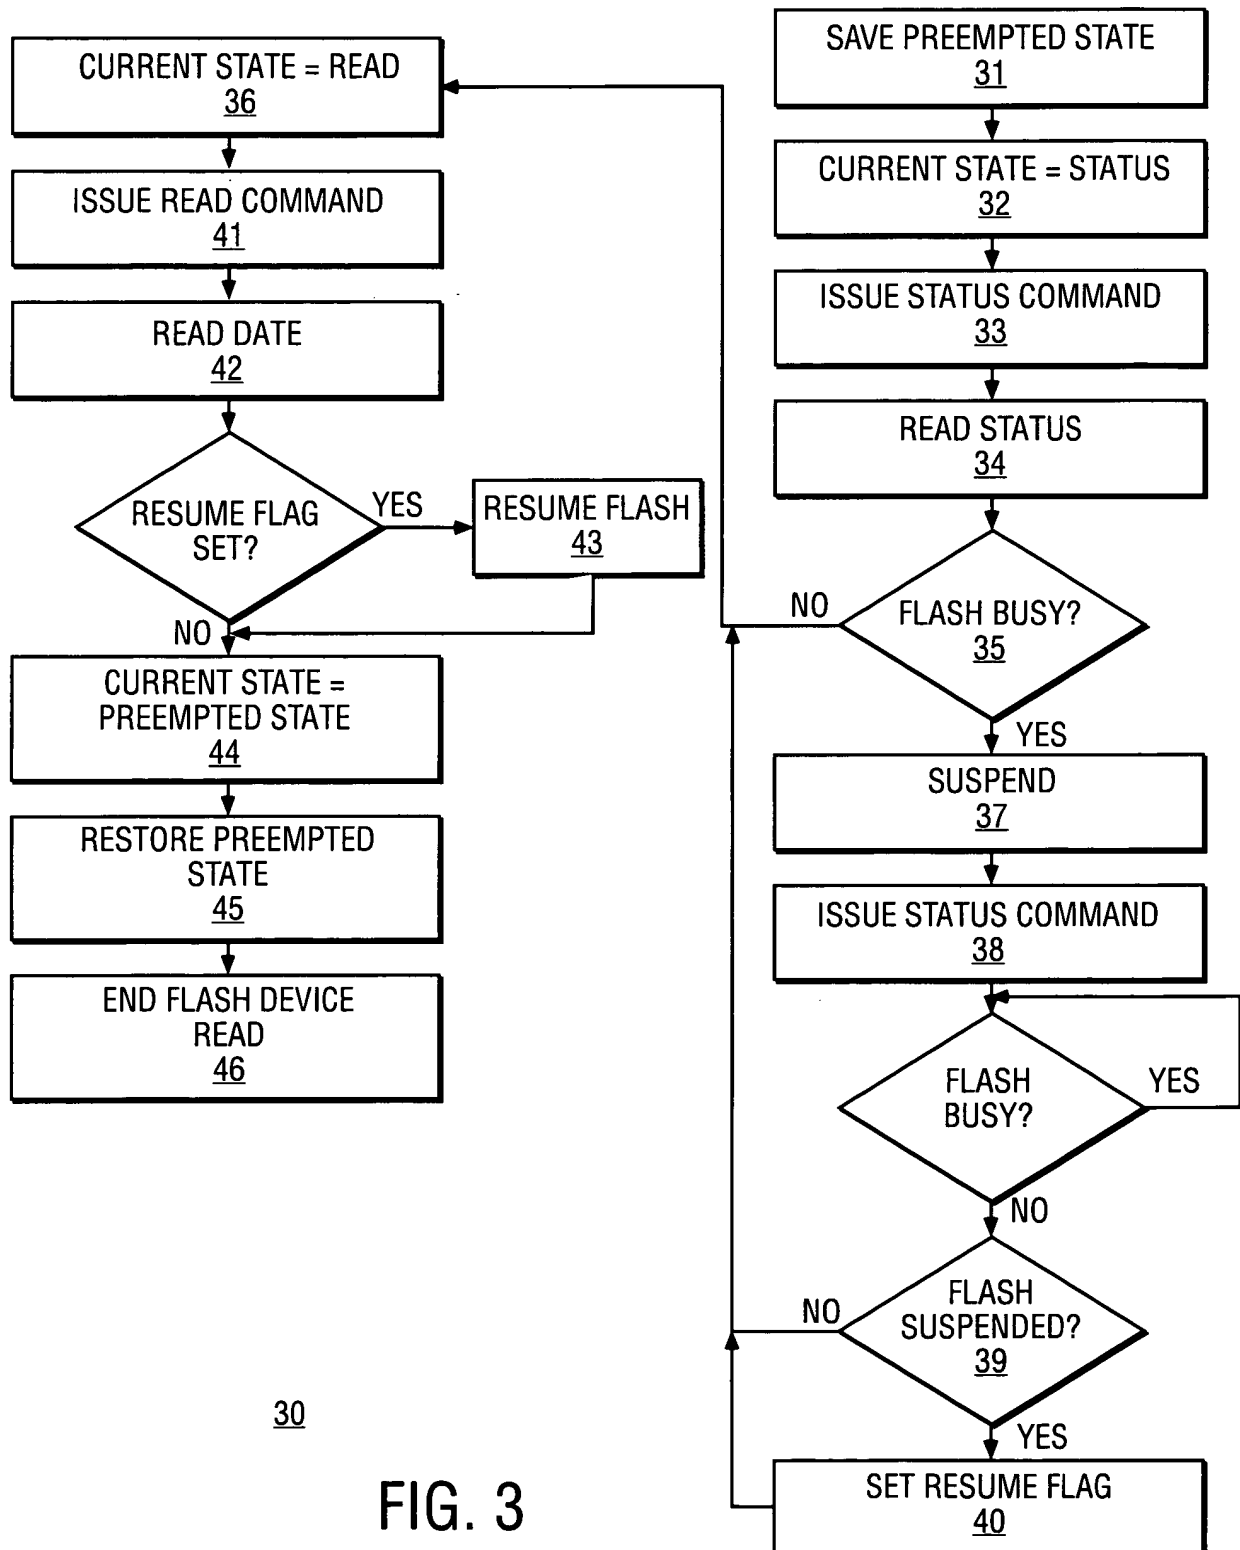 SAVE PREEMPTED STATE
31
CURRENT STATE = STATUS
32
ISSUE STATUS COMMAND
33
READ STATUS
34
FLASH BUSY?
35
NO
YES
SUSPEND
37
ISSUE STATUS COMMAND
38
FLASH
BUSY?
YES
NO
FLASH
SUSPENDED?
39
NO
YES
SET RESUME FLAG
40
CURRENT STATE = READ
36
ISSUE READ COMMAND
41
READ DATE
42
RESUME FLAG
SET?
YES
RESUME FLASH
43
NO
CURRENT STATE =
PREEMPTED STATE
44
RESTORE PREEMPTED
STATE
45
END FLASH DEVICE
READ
46
30
FIG. 3